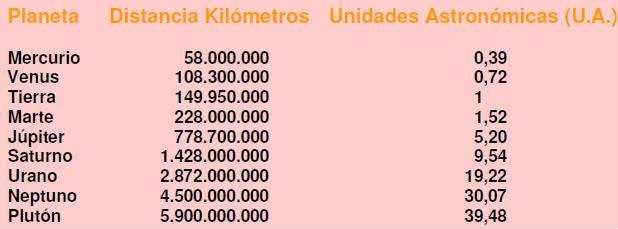 Planeta Distancia Kilómetros Unidades Astronómicas (U.A.)
Mercurio 58.000.000 0,39
Venus 108.300.000 0,72
Tierra 149.950.000 1
Marte 228.000.000 1,52
Júpiter 778.700.000 5,20
Saturno 1.428.000.000 9,54
Urano 2.872.000.000 19,22
Neptuno 4.500.000.000 30,07
Plutón 5.900.000.000 39,48